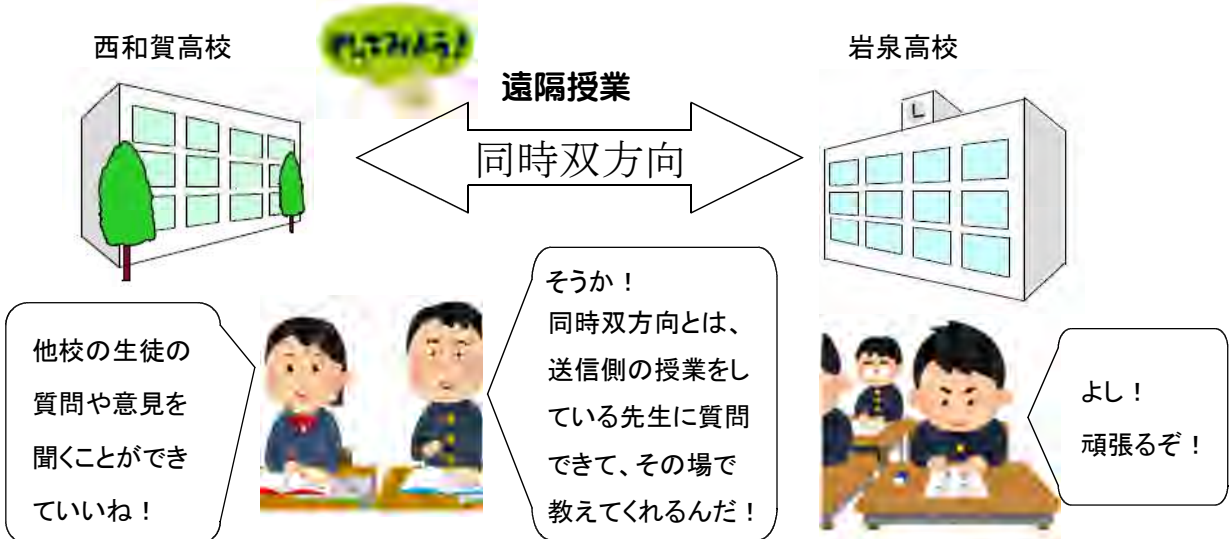 西和賀高校
岩泉高校
遠隔授業
同時双方向
他校の生徒の
質問や意見を
聞くことができ
ていいね！
そうか！
同時双方向とは、
送信側の授業をし
ている先生に質問
できて、その場で
教えてくれるんだ！
よし！
頑張るぞ！